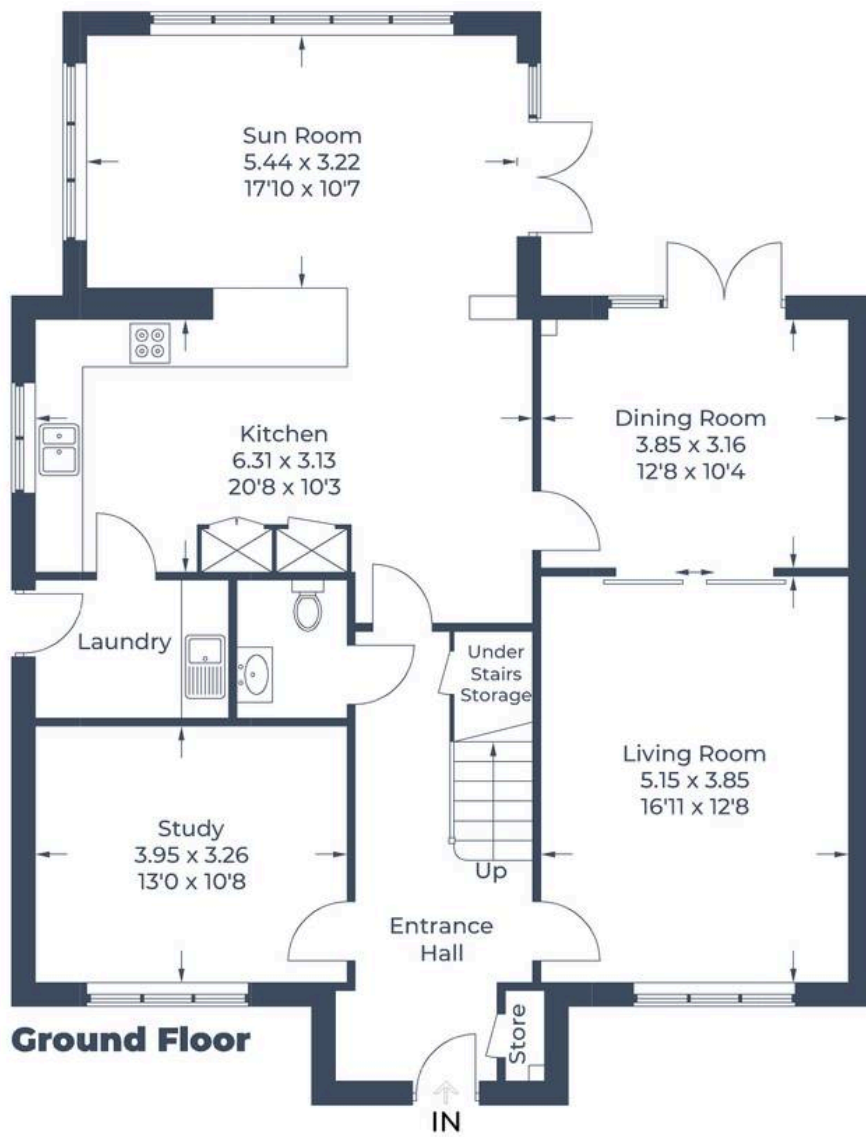 Sun Room
5.44 x 3.22
17'10 x 10'7
Dining Room
3.85 x 3.16
12'8 x 10'4
Kitchen
6.31 x 3.13
20'8 x 10'3
Laundry
Under
Stairs
Storage
Living Room
5.15 x 3.85
16'11 x 12'8
Study
3.95 x 3.26
13'0 x 10'8
Up
Entrance
Hall
Store
Ground Floor
IN